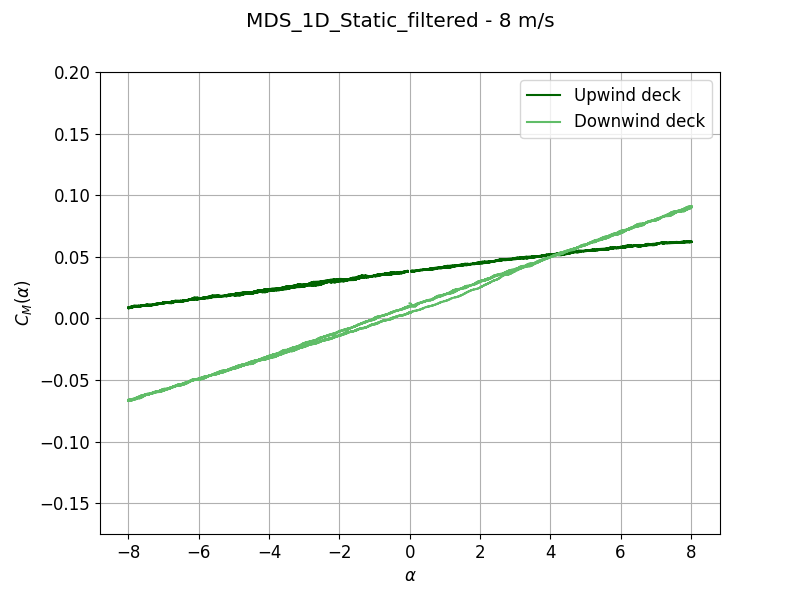 MDS_1D_Static_filtered - 8 m/s
Upwind deck
Downwind deck
0.20
0.15
0.10
0.05
0.00
−0.05
−0.10
−0.15
C_M(α)
−8 −6 −4 −2 0 2 4 6 8
α